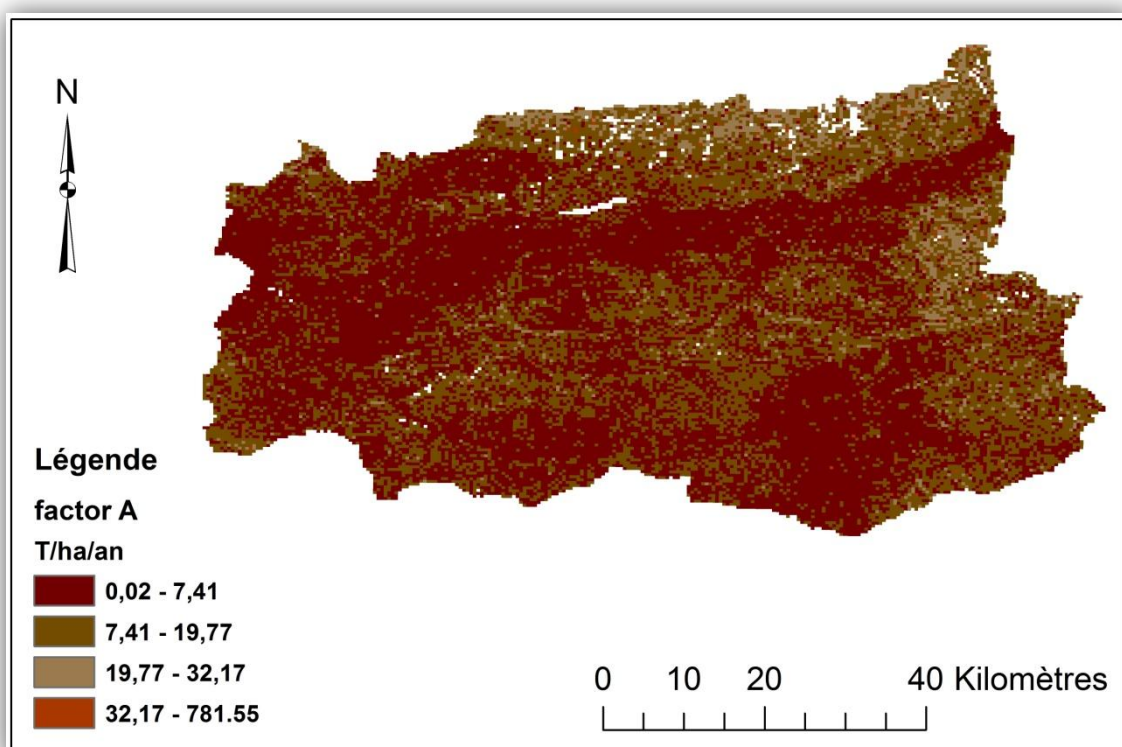 N
Légende
factor A
T/ha/an
0,02 - 7,41
7,41 - 19,77
19,77 - 32,17
32,17 - 781.55
0 10 20 40 Kilomètres